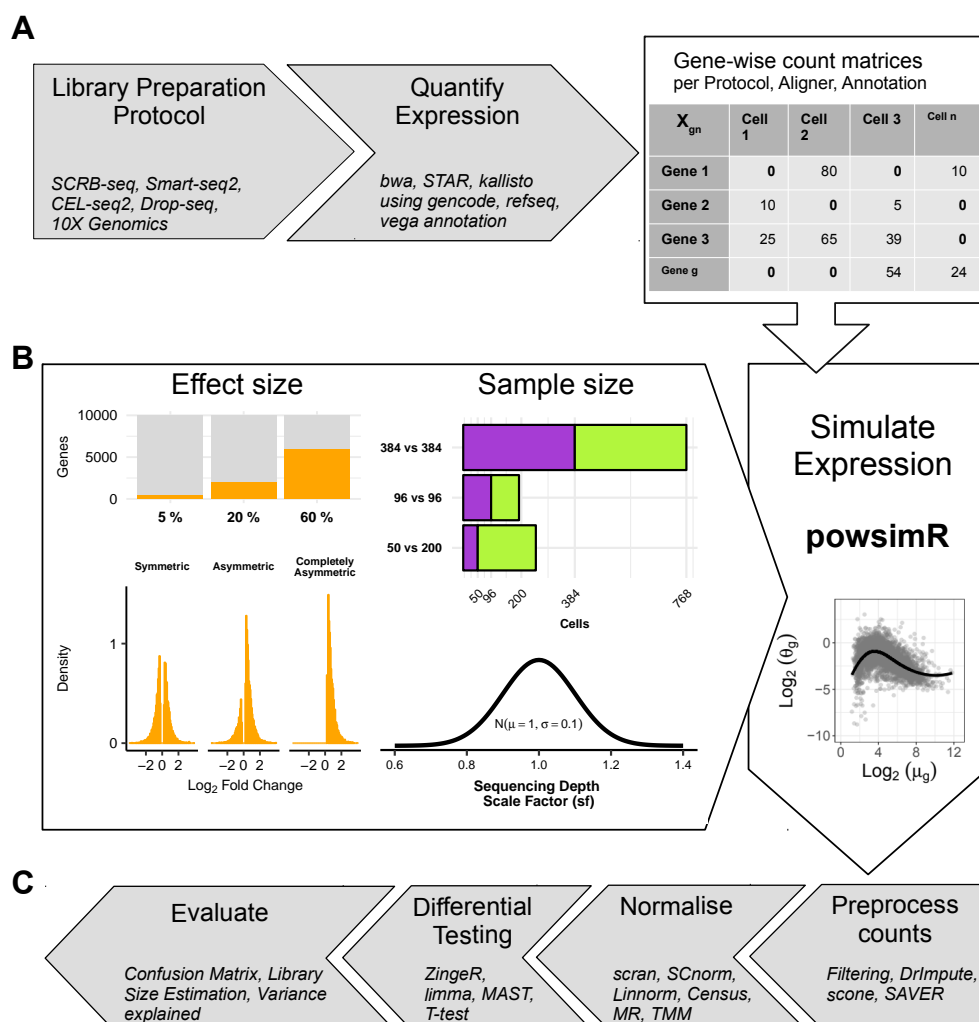 A
Library Preparation
Protocol
SCRB-seq, Smart-seq2,
CEL-seq2, Drop-seq,
10X Genomics
Quantify
Expression
bwa, STAR, kallisto
using gencode, refseq,
vega annotation
Gene-wise count matrices
per Protocol, Aligner, Annotation
Xgn Cell 1 Cell 2 Cell 3 Cell n
Gene 1 0 80 0 10
Gene 2 10 0 5 0
Gene 3 25 65 39 0
Gene g 0 0 54 24
B
Effect size
Genes
10000
5000
0
5 % 20 % 60 %
Symmetric Asymmetric Completely Asymmetric
Density
1
0
−2 0 2 −2 0 2 −2 0 2
Log2 Fold Change
Sample size
384 vs 384
96 vs 96
50 vs 200
50 96 200 384 768
Cells
N(μ = 1, σ = 0.1)
0.6 0.8 1.0 1.2 1.4
Sequencing Depth
Scale Factor (sf)
Simulate
Expression
powsimR
Log2 (θg)
0
−5
−10
0 4 8 12
Log2 (μg)
C
Evaluate
Confusion Matrix, Library
Size Estimation, Variance
explained
Differential
Testing
ZingeR,
limma, MAST,
T-test
Normalise
scran, SCnorm,
Linnorm, Census,
MR, TMM
Preprocess
counts
Filtering, DrImpute,
scone, SAVER